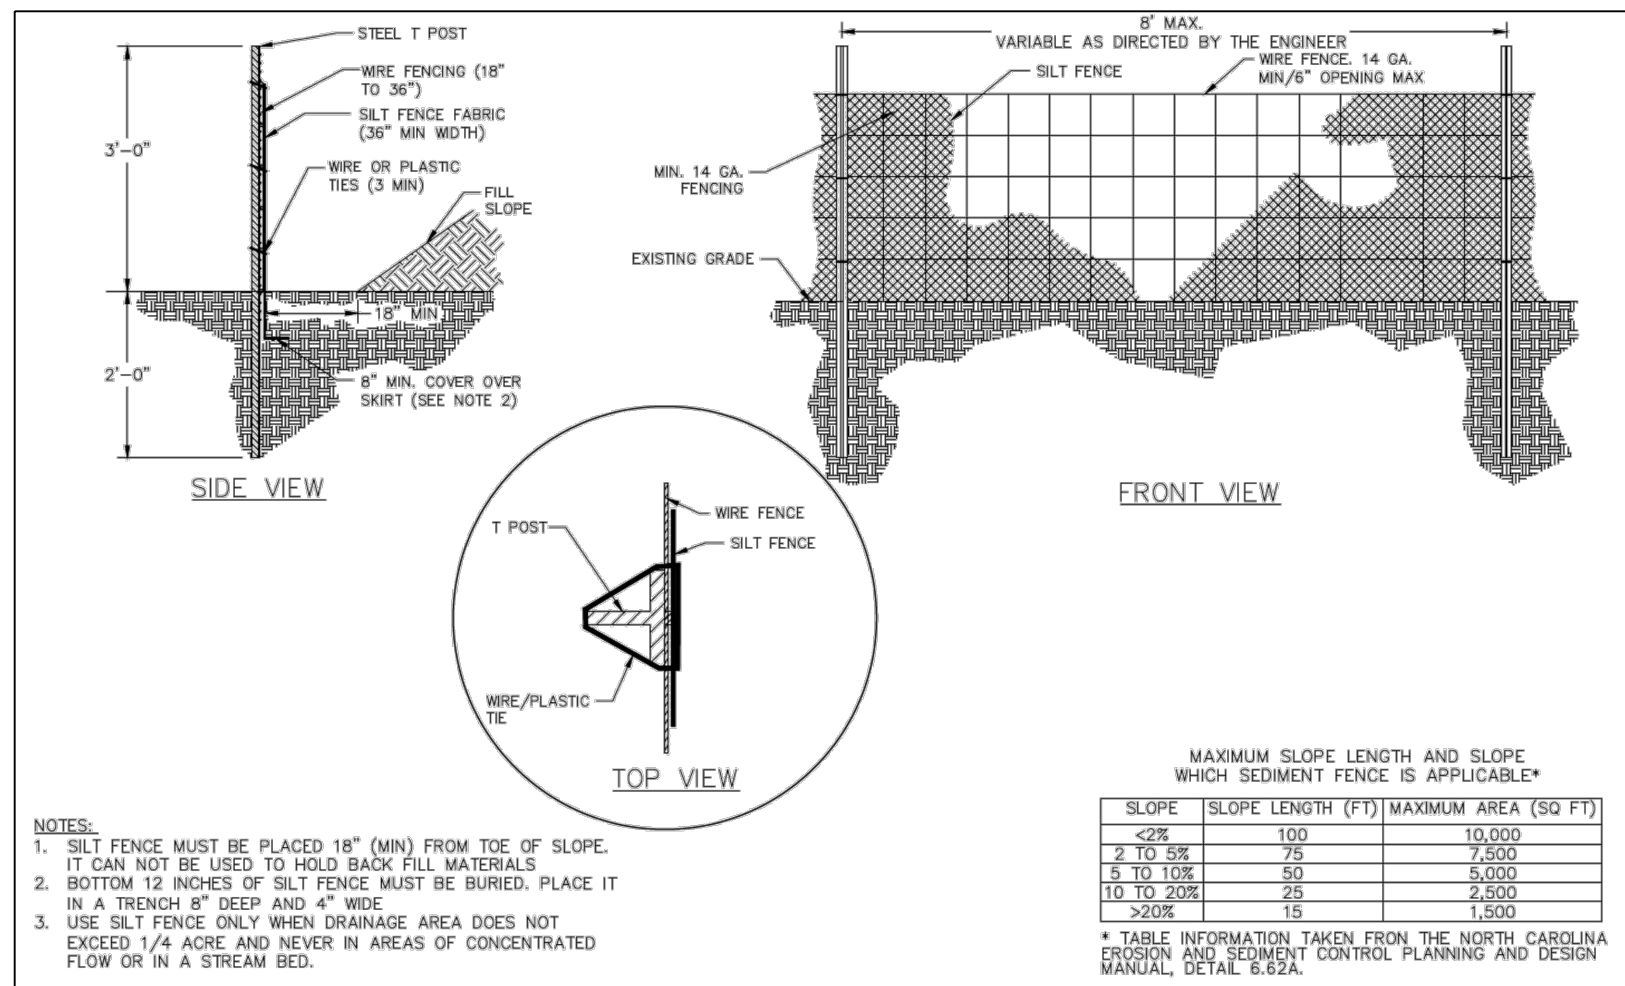 STEEL T POST
WIRE FENCING (18"
TO 36")
SILT FENCE FABRIC
(36" MIN WIDTH)
3'-0"
WIRE OR PLASTIC
TIES (3 MIN)
FILL
SLOPE
18" MIN
2'-0"
8" MIN. COVER OVER
SKIRT (SEE NOTE 2)
SIDE VIEW
8' MAX.
VARIABLE AS DIRECTED BY THE ENGINEER
WIRE FENCE. 14 GA.
MIN/6" OPENING MAX
SILT FENCE
MIN. 14 GA.
FENCING
EXISTING GRADE
FRONT VIEW
WIRE FENCE
T POST
SILT FENCE
WIRE/PLASTIC
TIE
TOP VIEW
NOTES:
1. SILT FENCE MUST BE PLACED 18" (MIN) FROM TOE OF SLOPE.
IT CAN NOT BE USED TO HOLD BACK FILL MATERIALS
2. BOTTOM 12 INCHES OF SILT FENCE MUST BE BURIED. PLACE IT
IN A TRENCH 8" DEEP AND 4" WIDE
3. USE SILT FENCE ONLY WHEN DRAINAGE AREA DOES NOT
EXCEED 1/4 ACRE AND NEVER IN AREAS OF CONCENTRATED
FLOW OR IN A STREAM BED.
MAXIMUM SLOPE LENGTH AND SLOPE
WHICH SEDIMENT FENCE IS APPLICABLE*
SLOPE SLOPE LENGTH (FT) MAXIMUM AREA (SQ FT)
<2% 100 10,000
2 TO 5% 75 7,500
5 TO 10% 50 5,000
10 TO 20% 25 2,500
>20% 15 1,500
* TABLE INFORMATION TAKEN FRON THE NORTH CAROLINA
EROSION AND SEDIMENT CONTROL PLANNING AND DESIGN
MANUAL, DETAIL 6.62A.